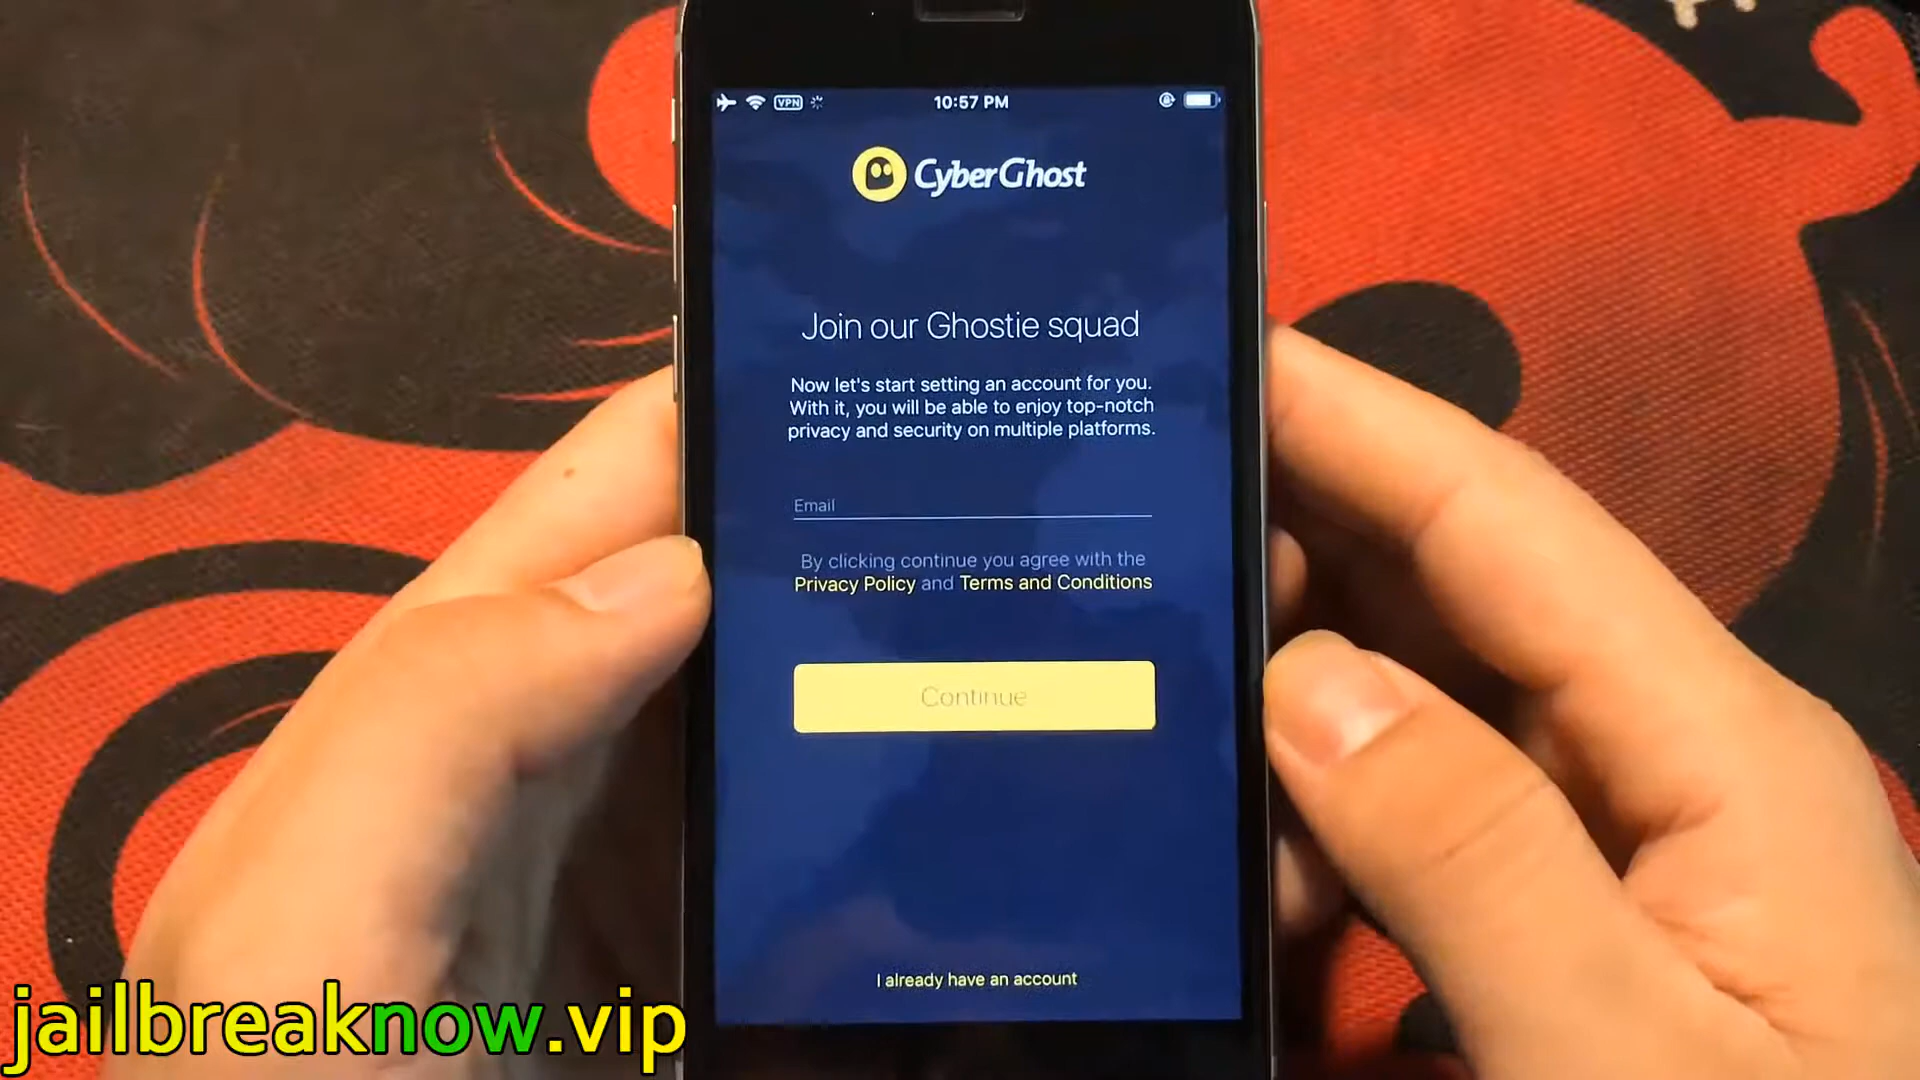 VPN
10:57 PM
CyberGhost
Join our Ghostie squad
Now let's start setting an account for you.
With it, you will be able to enjoy top-notch
privacy and security on multiple platforms.
Email
By clicking continue you agree with the
Privacy Policy and Terms and Conditions
Continue
I already have an account
jailbreaknow.vip